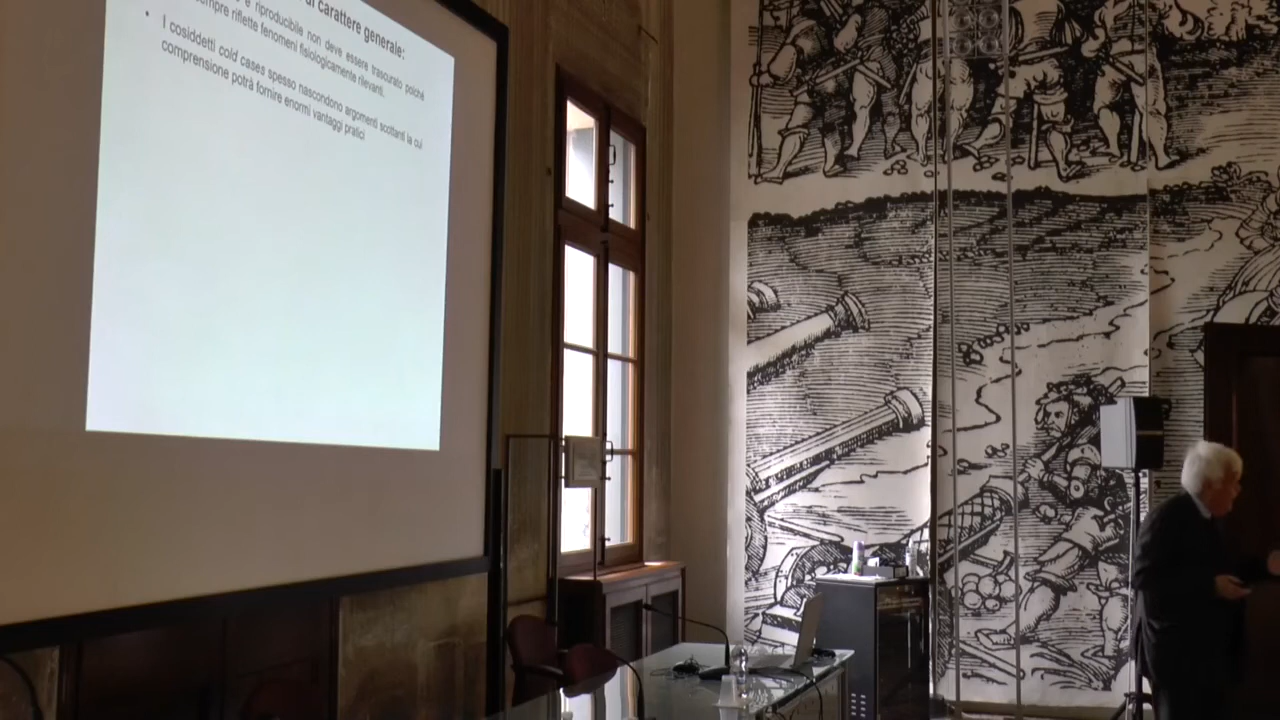 di carattere generale:
e riproducibile non deve essere trascurato poiché
sempre riflette fenomeni fisiologicamente rilevanti.
• I cosiddetti cold cases spesso nascondono argomenti scottanti la cui
comprensione potrà fornire enormi vantaggi pratici